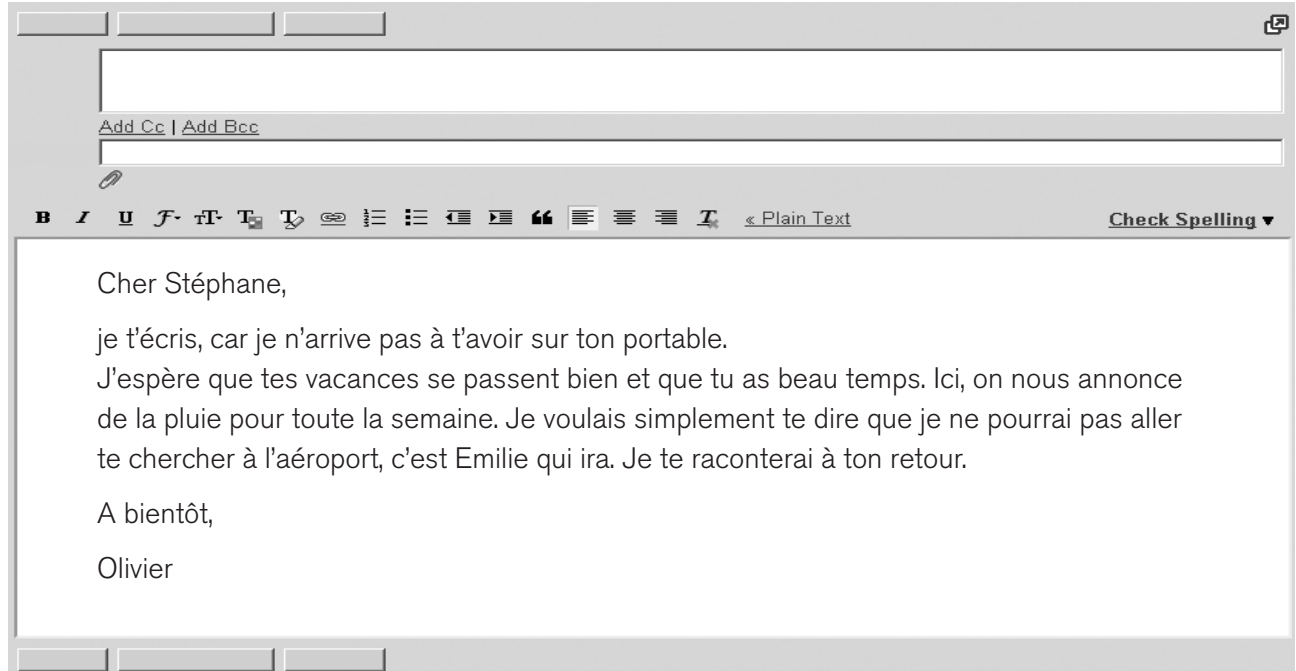 Add Cc | Add Bcc
B I U F T T T « Plain Text Check Spelling
Cher Stéphane,
je t'écris, car je n'arrive pas à t'avoir sur ton portable.
J'espère que tes vacances se passent bien et que tu as beau temps. Ici, on nous annonce
de la pluie pour toute la semaine. Je voulais simplement te dire que je ne pourrai pas aller
te chercher à l'aéroport, c'est Emilie qui ira. Je te raconterai à ton retour.
A bientôt,
Olivier